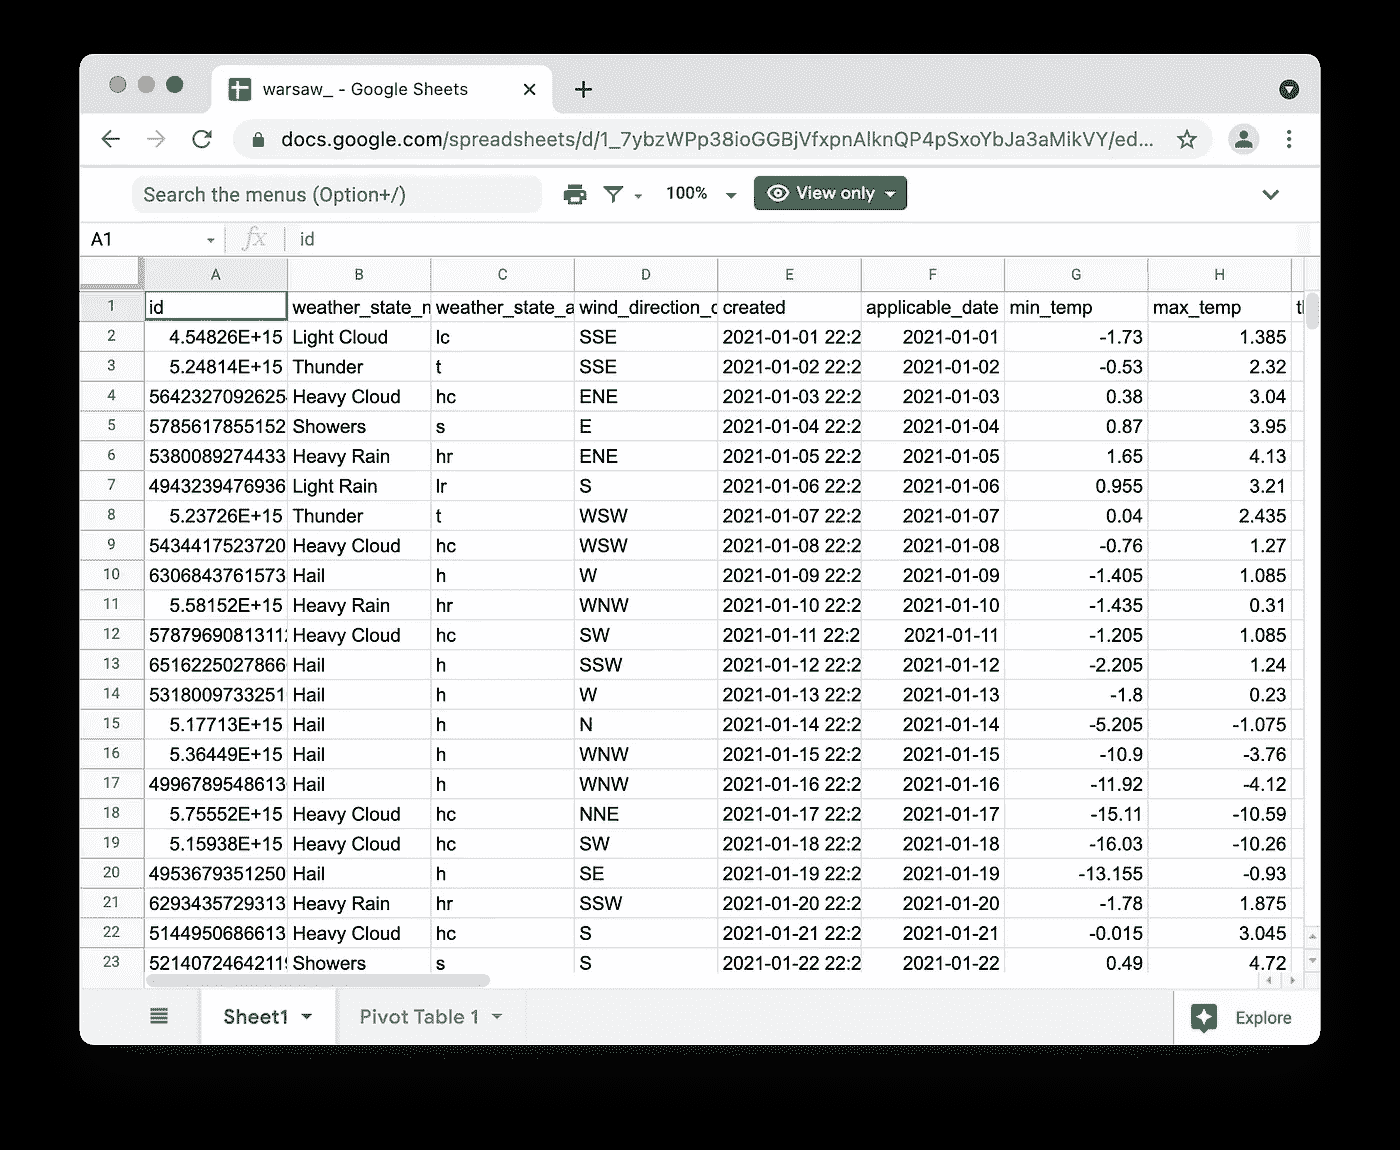 warsaw_ - Google Sheets
docs.google.com/spreadsheets/d/1_7ybzWPp38ioGGBjVfxpnAlknQP4pSxoYbJa3aMikVY/ed...
Search the menus (Option+/) 100% View only
A1 fx id
A B C D E F G H
1 id weather_state_n weather_state_a wind_direction_c created applicable_date min_temp max_temp
2 4.54826E+15 Light Cloud lc SSE 2021-01-01 22:2 2021-01-01 -1.73 1.385
3 5.24814E+15 Thunder t SSE 2021-01-02 22:2 2021-01-02 -0.53 2.32
4 56423270926254 Heavy Cloud hc ENE 2021-01-03 22:2 2021-01-03 0.38 3.04
5 5785617855152 Showers s E 2021-01-04 22:2 2021-01-04 0.87 3.95
6 5380089274433 Heavy Rain hr ENE 2021-01-05 22:2 2021-01-05 1.65 4.13
7 4943239476936 Light Rain lr S 2021-01-06 22:2 2021-01-06 0.955 3.21
8 5.23726E+15 Thunder t WSW 2021-01-07 22:2 2021-01-07 0.04 2.435
9 5434417523720 Heavy Cloud hc WSW 2021-01-08 22:2 2021-01-08 -0.76 1.27
10 6306843761573 Hail h W 2021-01-09 22:2 2021-01-09 -1.405 1.085
11 5.58152E+15 Heavy Rain hr WNW 2021-01-10 22:2 2021-01-10 -1.435 0.31
12 5787969081311 Heavy Cloud hc SW 2021-01-11 22:2 2021-01-11 -1.205 1.085
13 6516225027866 Hail h SSW 2021-01-12 22:2 2021-01-12 -2.205 1.24
14 5318009733251 Hail h W 2021-01-13 22:2 2021-01-13 -1.8 0.23
15 5.17713E+15 Hail h N 2021-01-14 22:2 2021-01-14 -5.205 -1.075
16 5.36449E+15 Hail h WNW 2021-01-15 22:2 2021-01-15 -10.9 -3.76
17 4996789548613 Hail h WNW 2021-01-16 22:2 2021-01-16 -11.92 -4.12
18 5.75552E+15 Heavy Cloud hc NNE 2021-01-17 22:2 2021-01-17 -15.11 -10.59
19 5.15938E+15 Heavy Cloud hc SW 2021-01-18 22:2 2021-01-18 -16.03 -10.26
20 4953679351250 Hail h SE 2021-01-19 22:2 2021-01-19 -13.155 -0.93
21 6293435729313 Heavy Rain hr SSW 2021-01-20 22:2 2021-01-20 -1.78 1.875
22 5144950686613 Heavy Cloud hc S 2021-01-21 22:2 2021-01-21 -0.015 3.045
23 5214072464211 Showers s S 2021-01-22 22:2 2021-01-22 0.49 4.72
Sheet1 Pivot Table 1 Explore